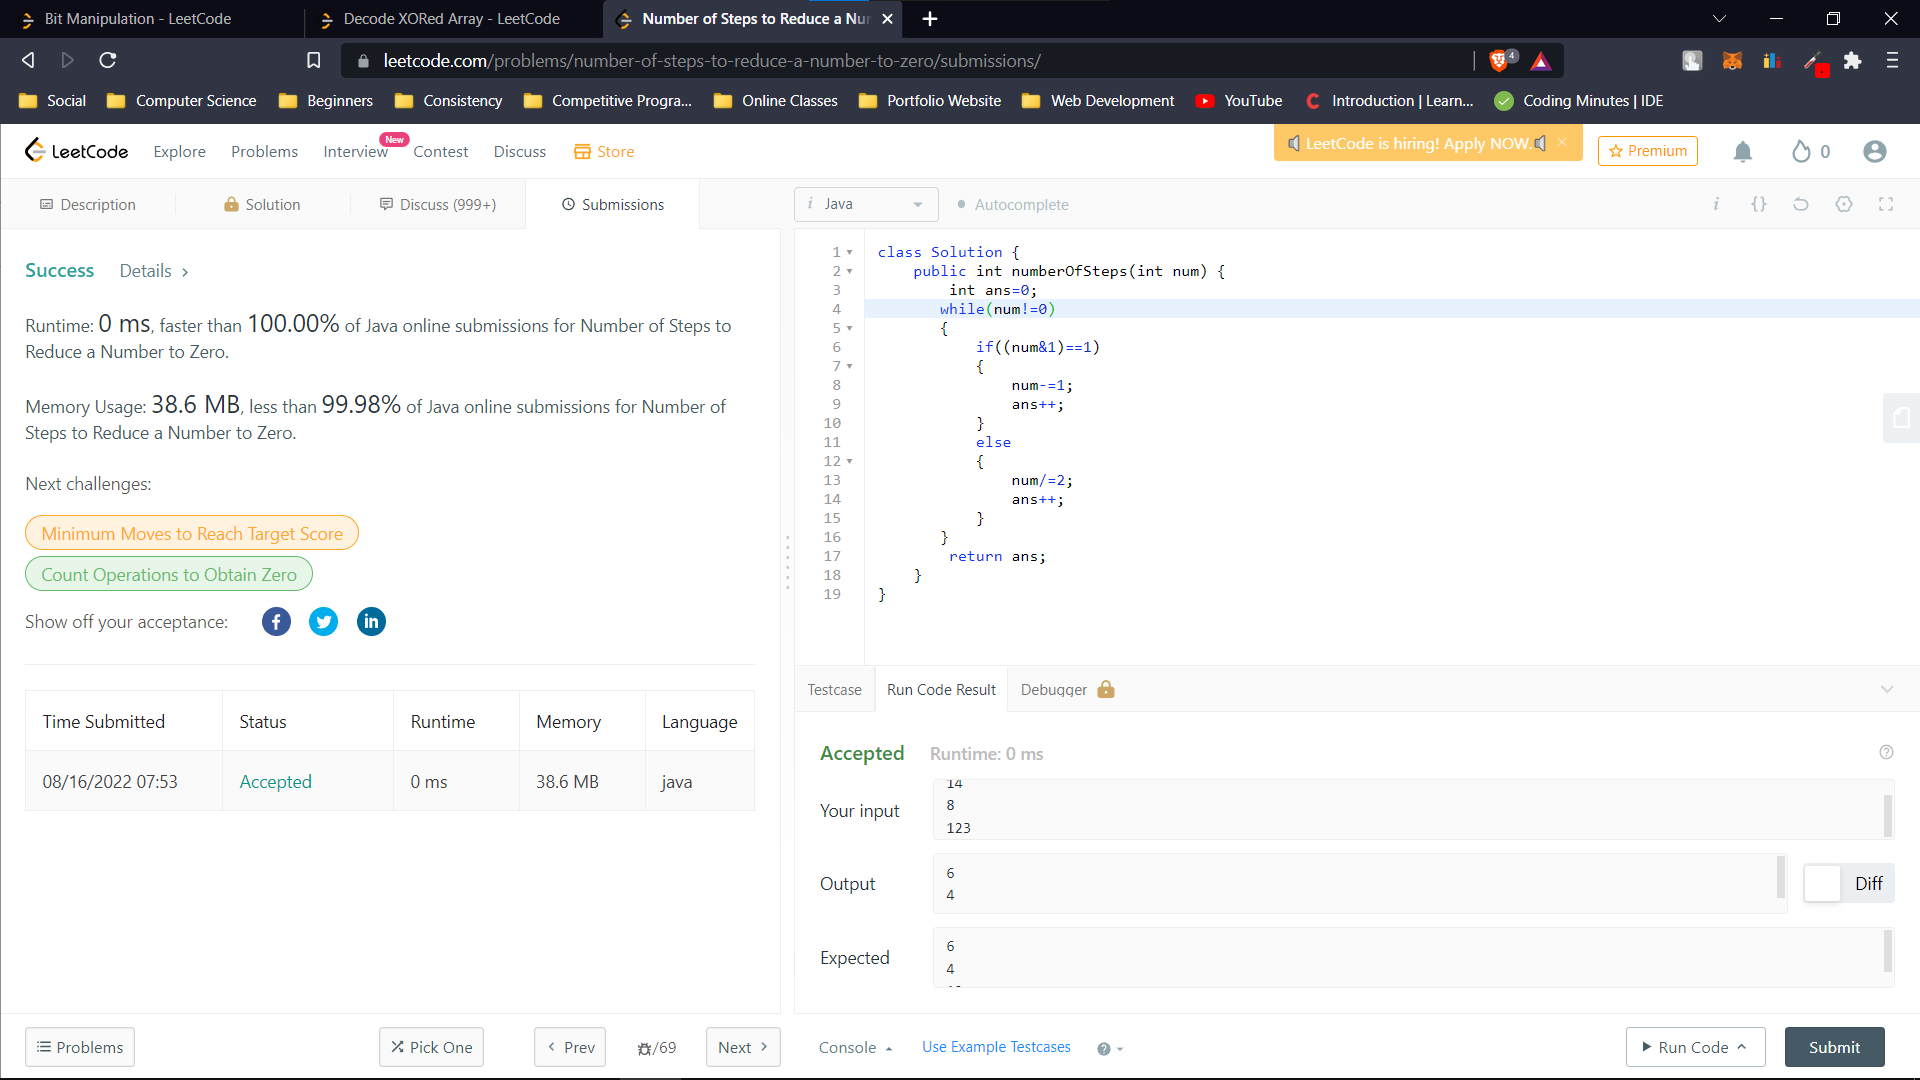 Bit Manipulation - LeetCode
Decode XORed Array - LeetCode
Number of Steps to Reduce a Nu
leetcode.com/problems/number-of-steps-to-reduce-a-number-to-zero/submissions/
4
Social
Computer Science
Beginners
Consistency
Competitive Progra...
Online Classes
Portfolio Website
Web Development
YouTube
Introduction | Learn...
Coding Minutes | IDE
LeetCode
Explore
Problems
Interview
New
Contest
Discuss
Store
LeetCode is hiring! Apply NOW.
Premium
0
Description
Solution
Discuss (999+)
Submissions
i Java
Autocomplete
i
{}
Success
Details >
Runtime: 0 ms, faster than 100.00% of Java online submissions for Number of Steps to
Reduce a Number to Zero.
Memory Usage: 38.6 MB, less than 99.98% of Java online submissions for Number of
Steps to Reduce a Number to Zero.
Next challenges:
Minimum Moves to Reach Target Score
Count Operations to Obtain Zero
Show off your acceptance:
Time Submitted
Status
Runtime
Memory
Language
08/16/2022 07:53
Accepted
0 ms
38.6 MB
java
1 class Solution {
2 public int numberOfSteps(int num) {
3 int ans=0;
4 while(num!=0)
5 {
6 if((num&1)==1)
7 {
8 num-=1;
9 ans++;
10 }
11 else
12 {
13 num/=2;
14 ans++;
15 }
16 }
17 return ans;
18 }
19 }
Testcase
Run Code Result
Debugger
Accepted
Runtime: 0 ms
Your input
14
8
123
Output
6
4
Diff
Expected
6
4
Problems
Pick One
< Prev
/69
Next >
Console
Use Example Testcases
Run Code
Submit